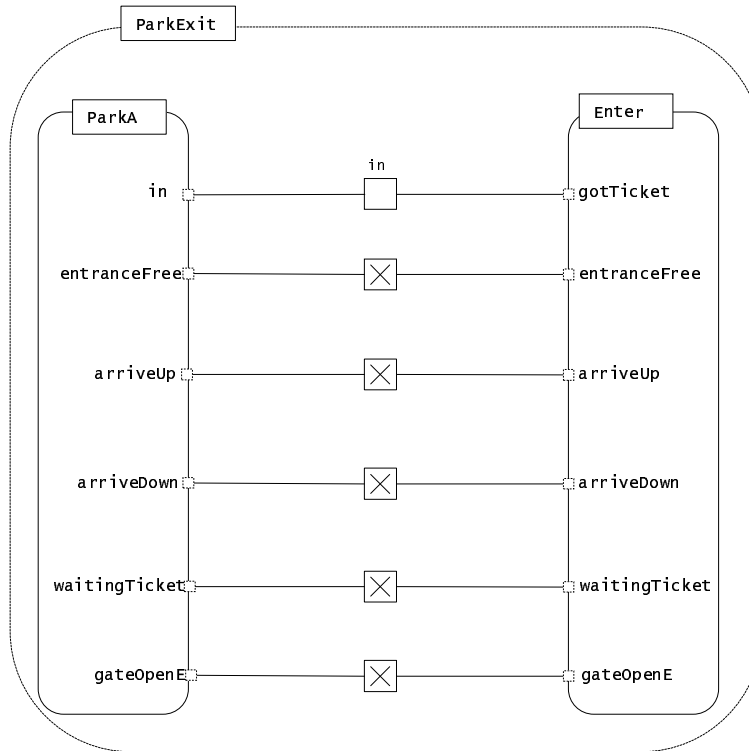 ParkExit
ParkA
Enter
in
in
gotTicket
entranceFree
entranceFree
arriveUp
arriveUp
arriveDown
arriveDown
waitingTicket
waitingTicket
gateOpenE
gateOpenE